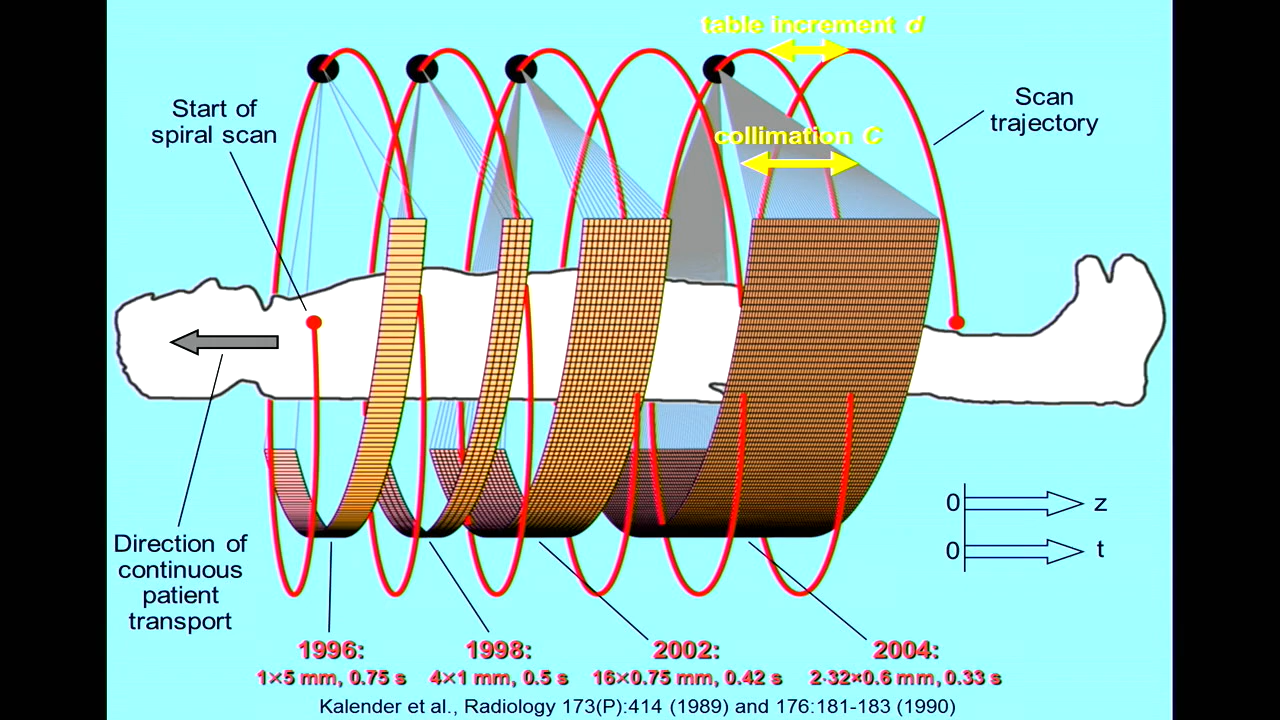 table increment d
Start of
spiral scan
Scan
trajectory
collimation C
0 z
0 t
Direction of
continuous
patient
transport
1996:
1×5 mm, 0.75 s
1998:
4×1 mm, 0.5 s
2002:
16×0.75 mm, 0.42 s
2004:
2·32×0.6 mm, 0.33 s
Kalender et al., Radiology 173(P):414 (1989) and 176:181-183 (1990)